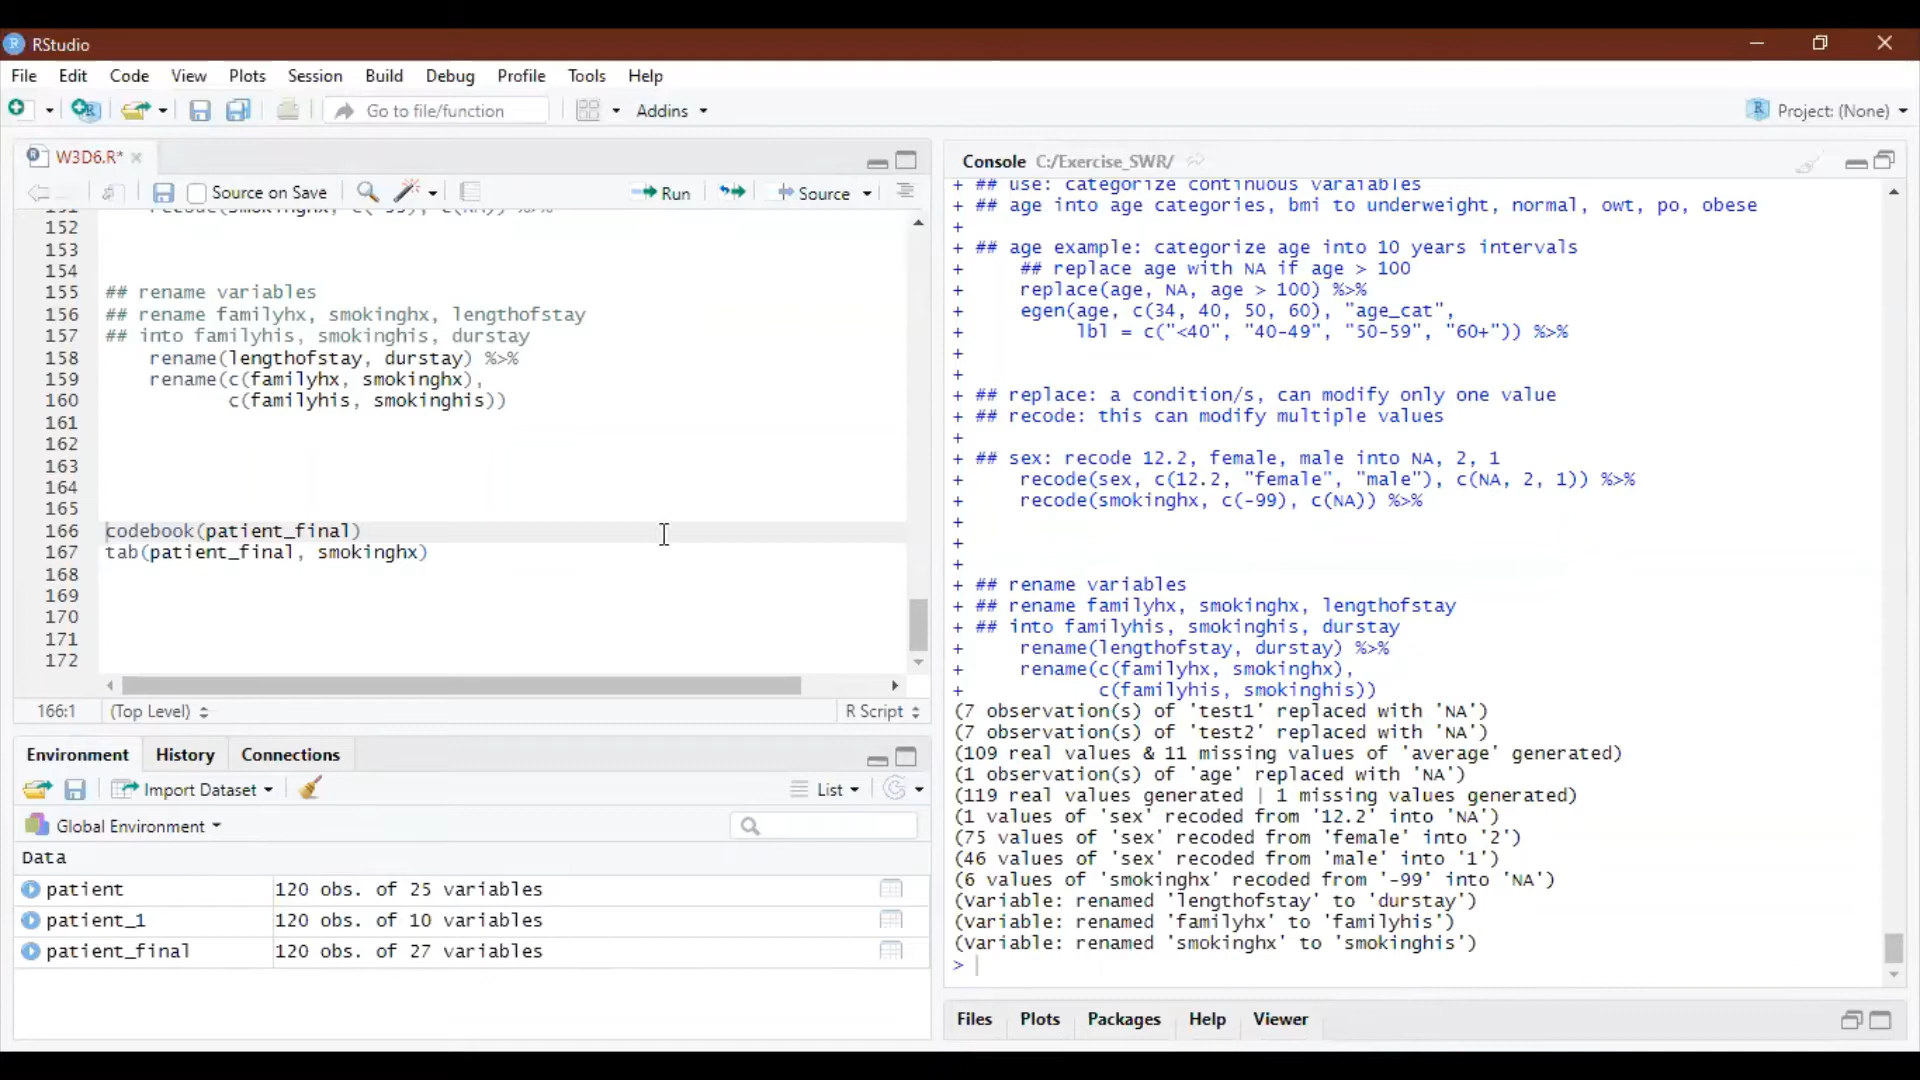 RStudio
File Edit Code View Plots Session Build Debug Profile Tools Help
Go to file/function Addins Project: (None)
W3D6.R*
Source on Save Run Source
151 recode(smokinghx, c(-99), c(NA)) %>%
152
153
154
155 ## rename variables
156 ## rename familyhx, smokinghx, lengthofstay
157 ## into familyhis, smokinghis, durstay
158 rename(lengthofstay, durstay) %>%
159 rename(c(familyhx, smokinghx),
160 c(familyhis, smokinghis))
161
162
163
164
165
166 codebook(patient_final)
167 tab(patient_final, smokinghx)
168
169
170
171
172
166:1 (Top Level) R Script
Environment History Connections
Import Dataset List
Global Environment
Data
patient 120 obs. of 25 variables
patient_1 120 obs. of 10 variables
patient_final 120 obs. of 27 variables
Console C:/Exercise_SWR/
+ ## use: categorize continuous varaiables
+ ## age into age categories, bmi to underweight, normal, owt, po, obese
+
+ ## age example: categorize age into 10 years intervals
+ ## replace age with NA if age > 100
+ replace(age, NA, age > 100) %>%
+ egen(age, c(34, 40, 50, 60), "age_cat",
+ lbl = c("<40", "40-49", "50-59", "60+")) %>%
+
+
+ ## replace: a condition/s, can modify only one value
+ ## recode: this can modify multiple values
+
+ ## sex: recode 12.2, female, male into NA, 2, 1
+ recode(sex, c(12.2, "female", "male"), c(NA, 2, 1)) %>%
+ recode(smokinghx, c(-99), c(NA)) %>%
+
+
+
+ ## rename variables
+ ## rename familyhx, smokinghx, lengthofstay
+ ## into familyhis, smokinghis, durstay
+ rename(lengthofstay, durstay) %>%
+ rename(c(familyhx, smokinghx),
+ c(familyhis, smokinghis))
(7 observation(s) of 'test1' replaced with 'NA')
(7 observation(s) of 'test2' replaced with 'NA')
(109 real values & 11 missing values of 'average' generated)
(1 observation(s) of 'age' replaced with 'NA')
(119 real values generated | 1 missing values generated)
(1 values of 'sex' recoded from '12.2' into 'NA')
(75 values of 'sex' recoded from 'female' into '2')
(46 values of 'sex' recoded from 'male' into '1')
(6 values of 'smokinghx' recoded from '-99' into 'NA')
(Variable: renamed 'lengthofstay' to 'durstay')
(Variable: renamed 'familyhx' to 'familyhis')
(Variable: renamed 'smokinghx' to 'smokinghis')
>
Files Plots Packages Help Viewer